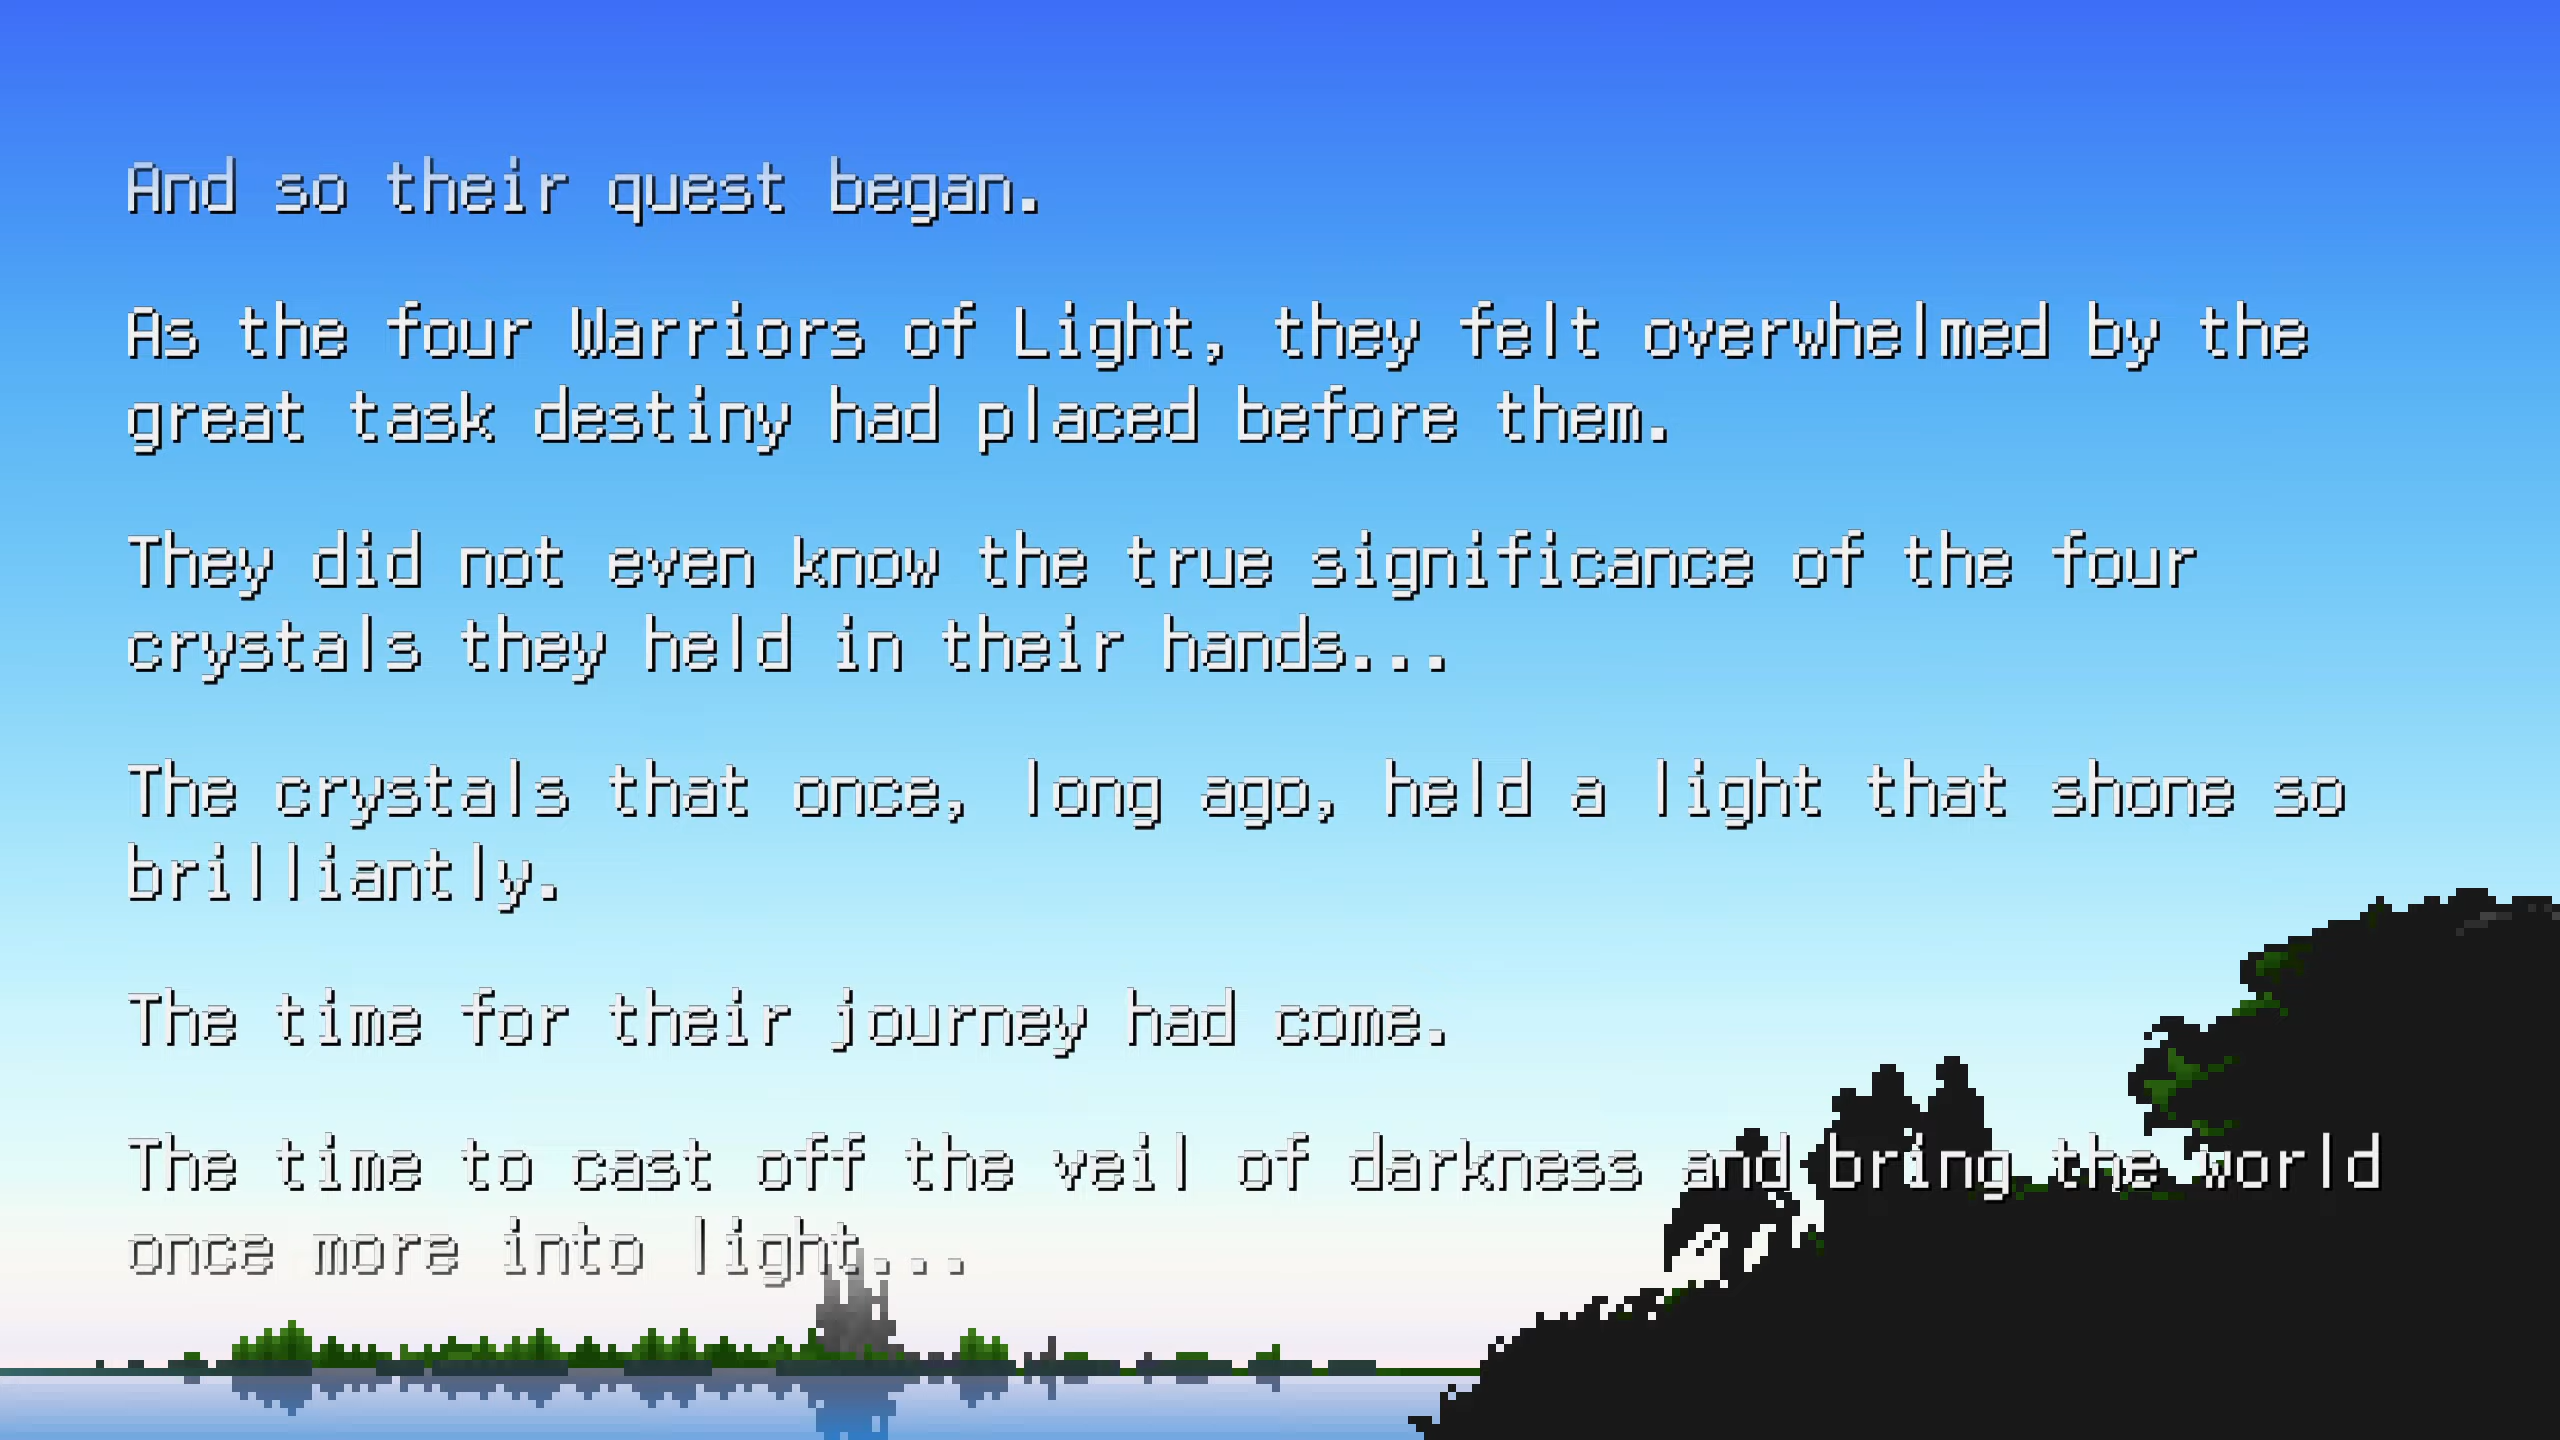 And so their quest began.
As the four Warriors of Light, they felt overwhelmed by the
great task destiny had placed before them.
They did not even know the true significance of the four
crystals they held in their hands...
The crystals that once, long ago, held a light that shone so
brilliantly.
The time for their journey had come.
The time to cast off the veil of darkness and bring the world
once more into light...